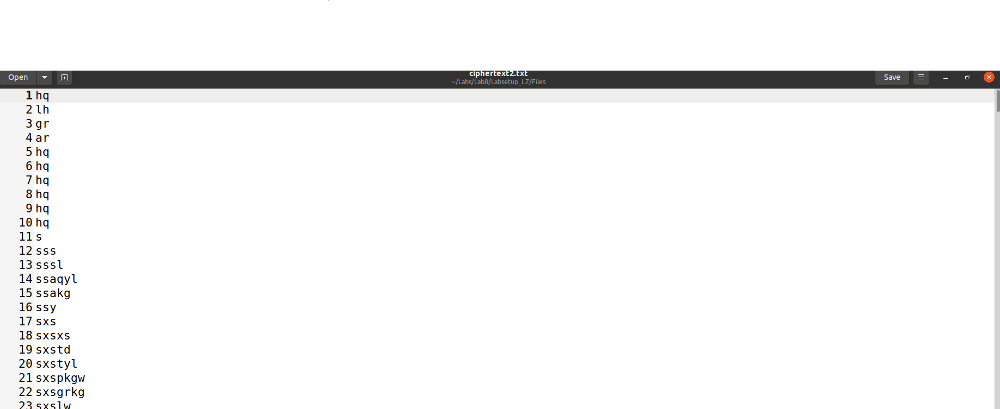 Open
ciphertext2.txt
~/Labs/Lab8/Labsetup_LZ/Files
Save
1 hq
2 lh
3 gr
4 ar
5 hq
6 hq
7 hq
8 hq
9 hq
10 hq
11 s
12 sss
13 sssl
14 ssaqyl
15 ssakg
16 ssy
17 sxs
18 sxsxs
19 sxstd
20 sxstyl
21 sxspkgw
22 sxsgrkg
23 sxslw